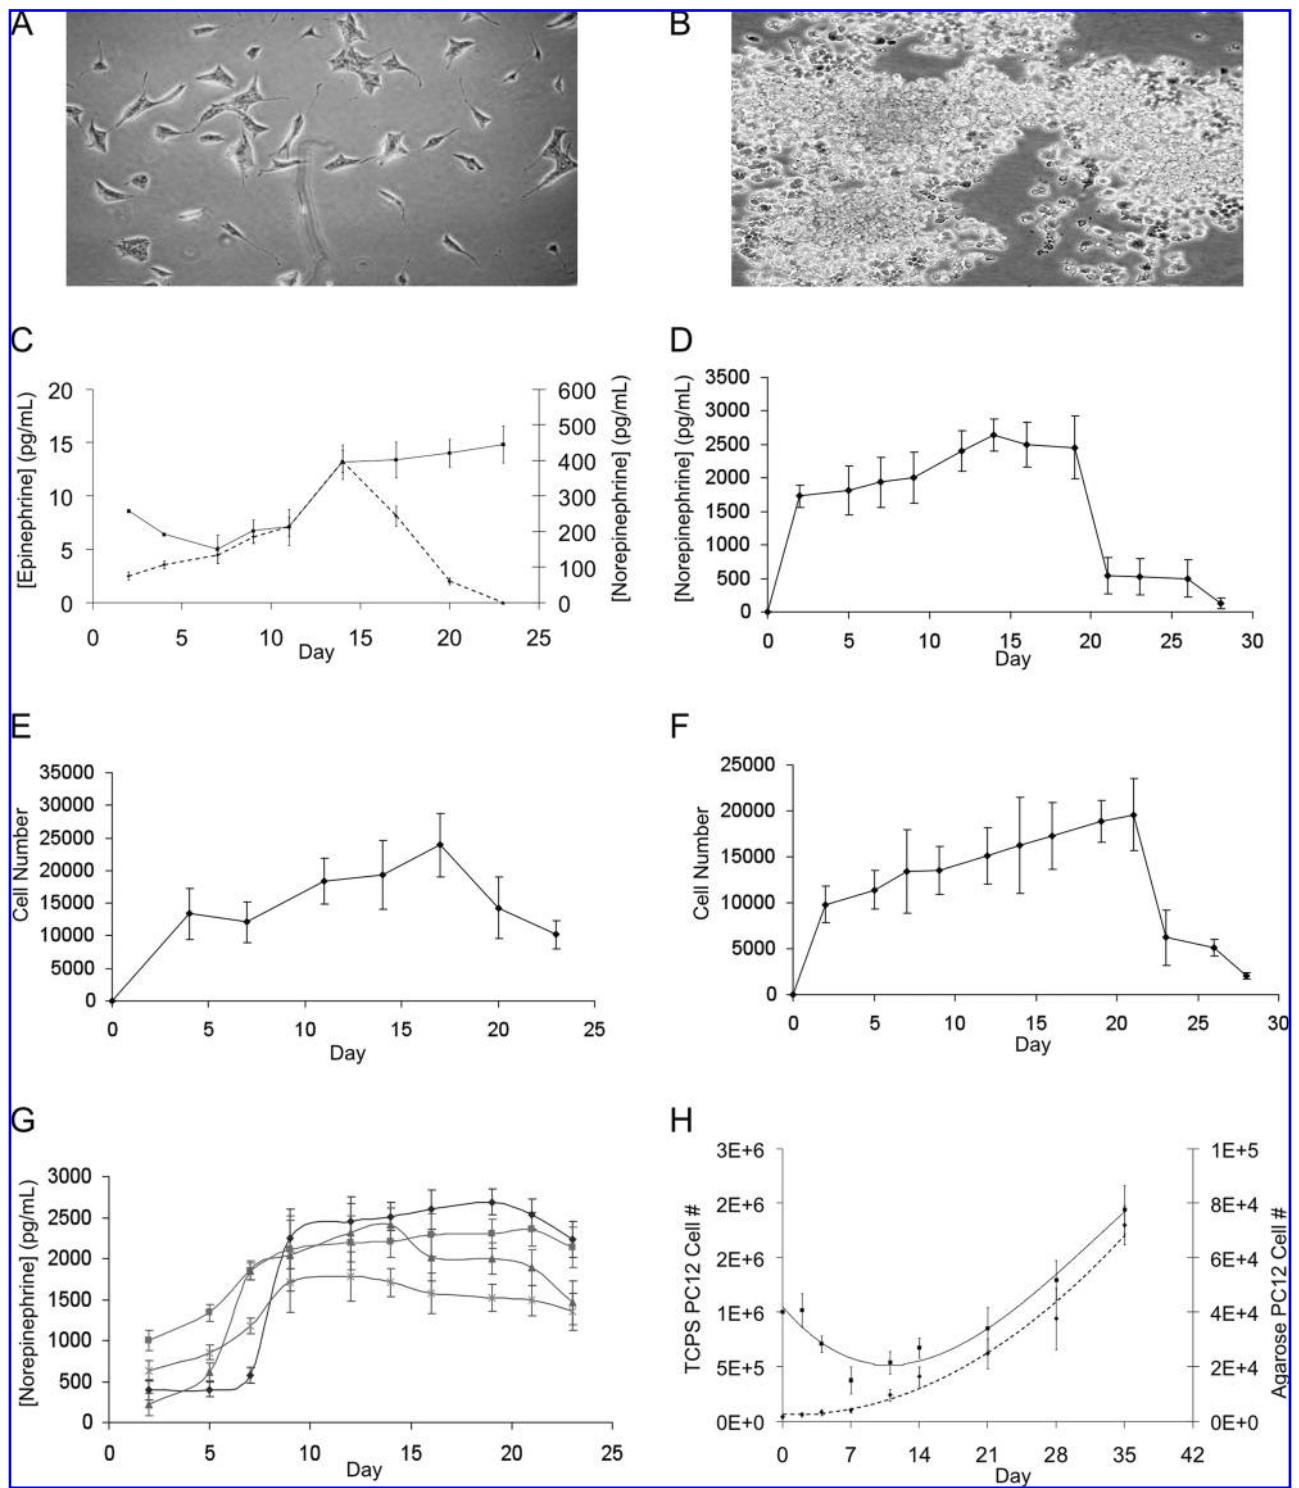 A
B
C
D
20
15
10
5
0
[Epinephrine] (pg/mL)
600
500
400
300
200
100
0
[Norepinephrine] (pg/mL)
0 5 10 15 20 25
Day
3500
3000
2500
2000
1500
1000
500
0
[Norepinephrine] (pg/mL)
0 5 10 15 20 25 30
Day
E
F
35000
30000
25000
20000
15000
10000
5000
0
Cell Number
0 5 10 15 20 25
Day
25000
20000
15000
10000
5000
0
Cell Number
0 5 10 15 20 25 30
Day
G
H
3000
2500
2000
1500
1000
500
0
[Norepinephrine] (pg/mL)
0 5 10 15 20 25
Day
3E+6
2E+6
2E+6
1E+6
5E+5
0E+0
TCPS PC12 Cell #
1E+5
8E+4
6E+4
4E+4
2E+4
0E+0
Agarose PC12 Cell #
0 7 14 21 28 35 42
Day